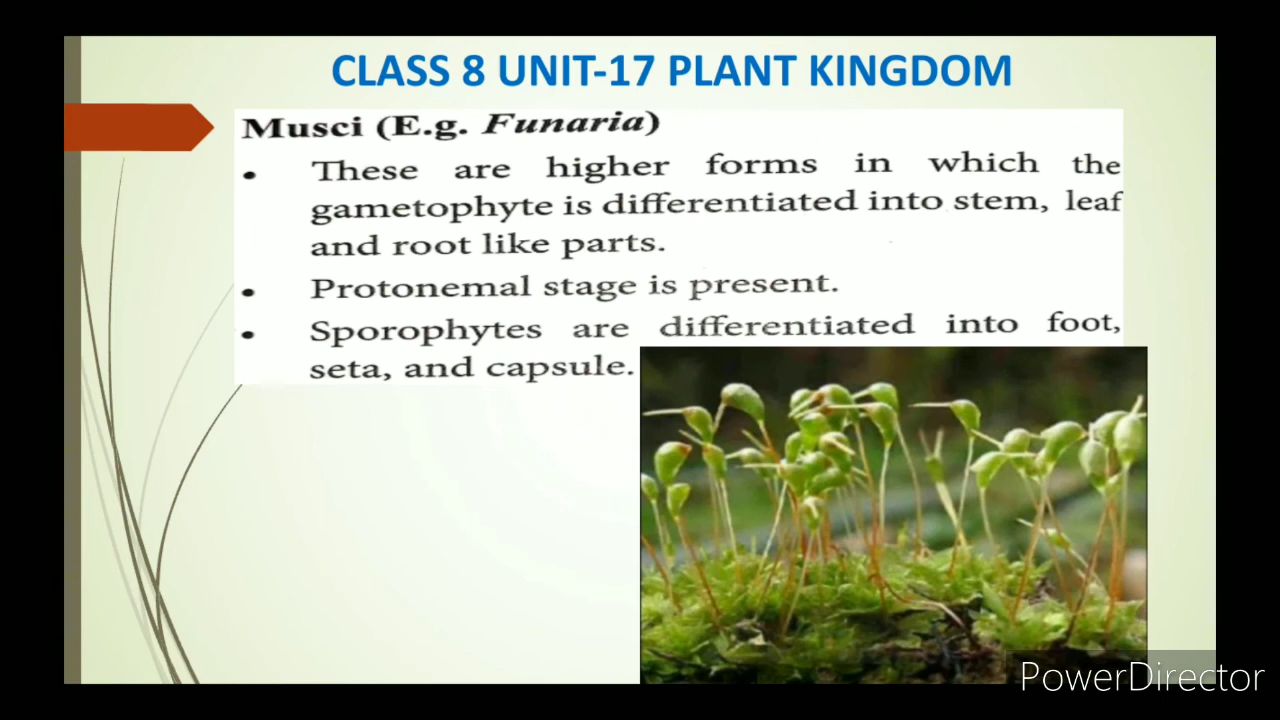 CLASS 8 UNIT-17 PLANT KINGDOM
Musci (E.g. Funaria)
• These are higher forms in which the
gametophyte is differentiated into stem, leaf
and root like parts.
• Protonemal stage is present.
• Sporophytes are differentiated into foot,
seta, and capsule.
PowerDirector